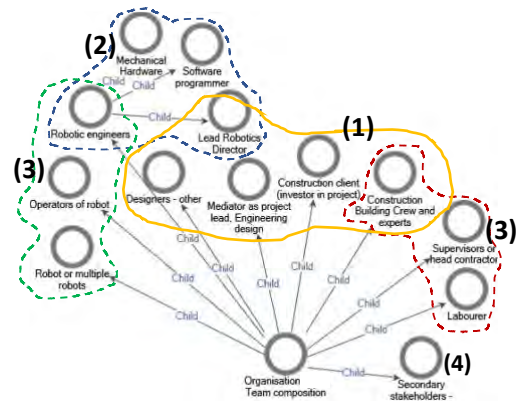 (2)
Mechanical
Hardware
Software
programmer
Child
Child
Child
Robotic engineers
Lead Robotics
Director
(1)
(3)
Operators of robot
Designers - other
Mediator as project
lead, Engineering
design
Construction client
(investor in project)
Construction
Building Crew and
experts
(3)
Supervisors or
head contractor
Robot or multiple
robots
Labourer
Child
Child
Child
Child
Child
Child
Child
Child
Child
Organisation
Team composition
Child
(4)
Secondary
stakeholders -